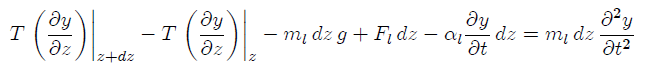 T (∂y/∂z)|_{z+dz} − T (∂y/∂z)|_z − m_l dz g + F_l dz − α_l ∂y/∂t dz = m_l dz ∂²y/∂t²